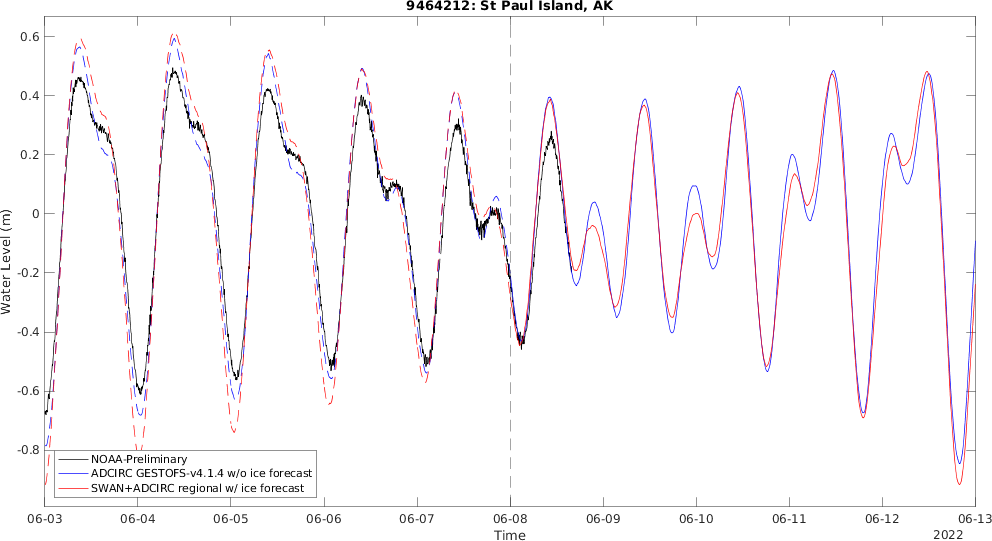 9464212: St Paul Island, AK
Water Level (m)
0.6
0.4
0.2
0
-0.2
-0.4
-0.6
-0.8
NOAA-Preliminary
ADCIRC GESTOFS-v4.1.4 w/o ice forecast
SWAN+ADCIRC regional w/ ice forecast
06-03 06-04 06-05 06-06 06-07 06-08 06-09 06-10 06-11 06-12 06-13
Time
2022